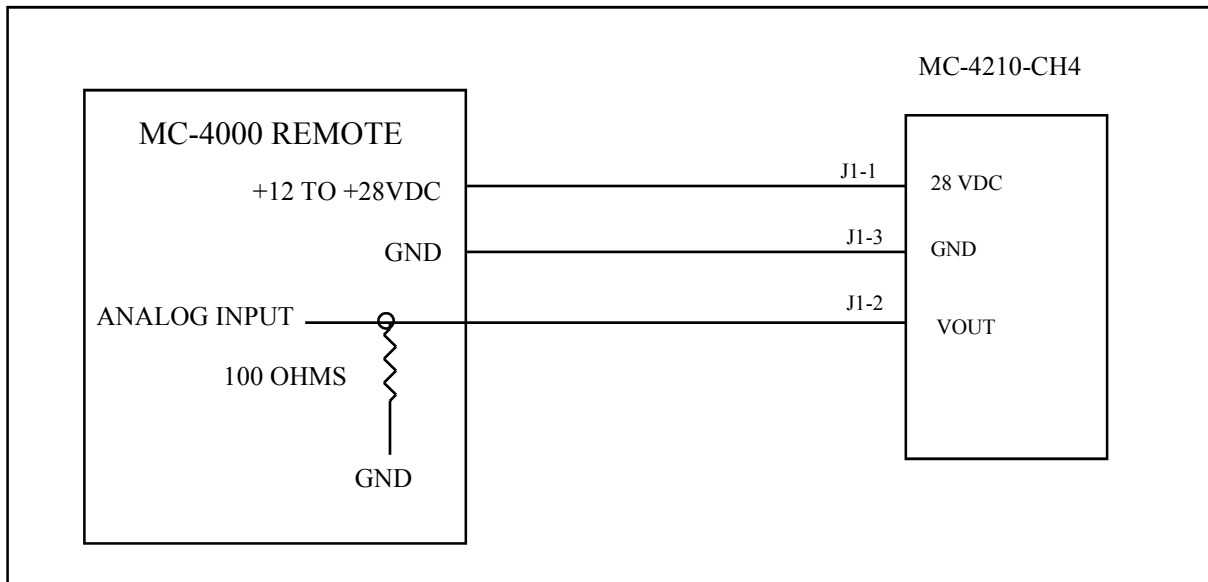 MC-4210-CH4
MC-4000 REMOTE
+12 TO +28VDC
J1-1
28 VDC
GND
J1-3
GND
ANALOG INPUT
J1-2
VOUT
100 OHMS
GND